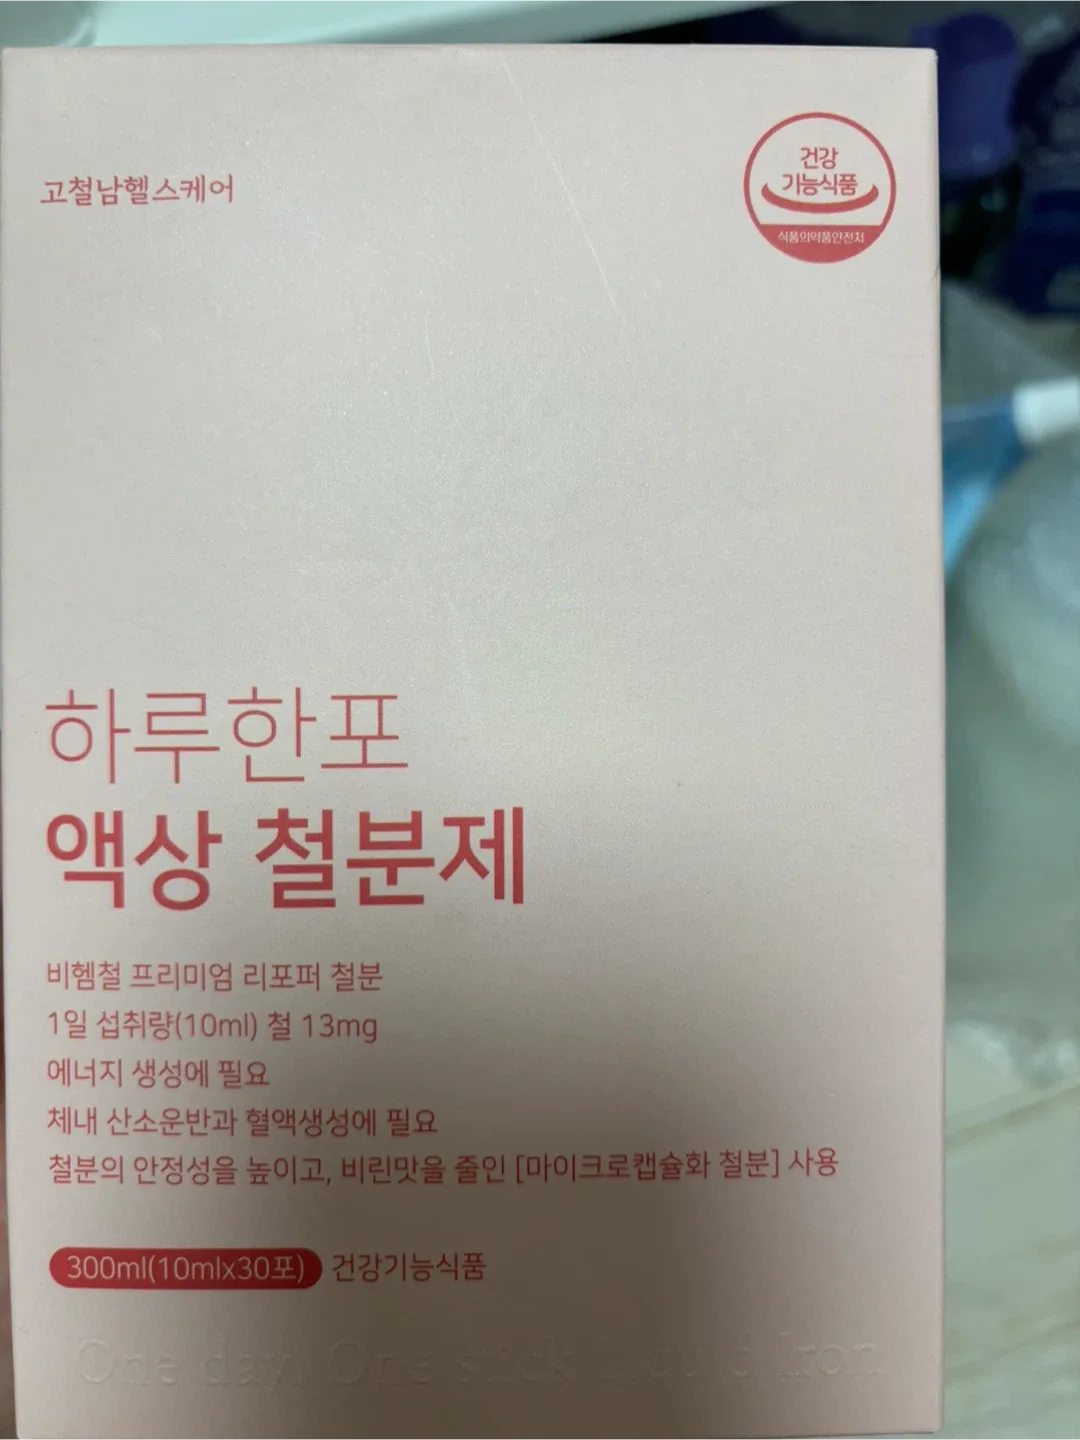 고철남헬스케어
건강
기능식품
식품의약품안전처
하루한포
액상 철분제
비헴철 프리미엄 리포퍼 철분
1일 섭취량(10ml) 철 13mg
에너지 생성에 필요
체내 산소운반과 혈액생성에 필요
철분의 안정성을 높이고, 비린맛을 줄인 [마이크로캡슐화 철분] 사용
300ml(10mlx30포) 건강기능식품
One day, One stick Liquid Iron